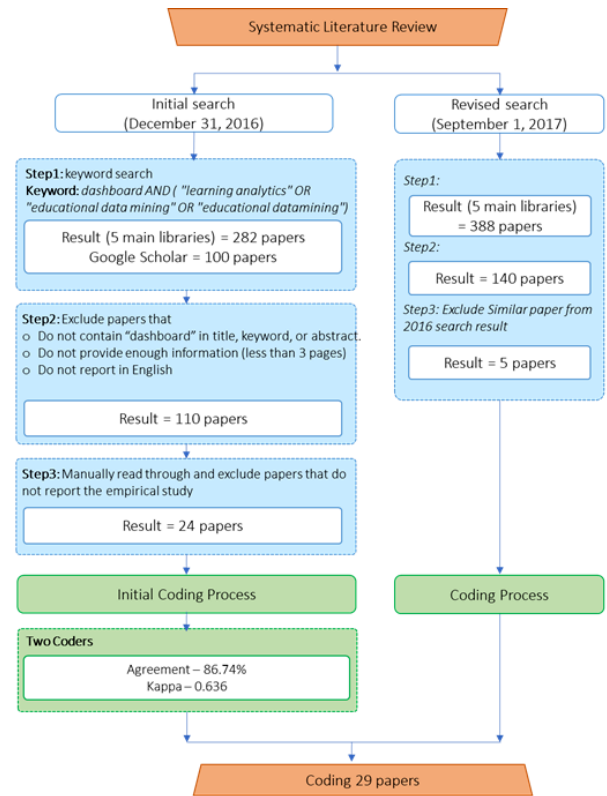 Systematic Literature Review
Initial search
(December 31, 2016)
Step1: keyword search
Keyword: dashboard AND ( "learning analytics" OR
"educational data mining" OR "educational datamining")
Result (5 main libraries) = 282 papers
Google Scholar = 100 papers
Step2: Exclude papers that
o Do not contain “dashboard” in title, keyword, or abstract.
o Do not provide enough information (less than 3 pages)
o Do not report in English
Result = 110 papers
Step3: Manually read through and exclude papers that do
not report the empirical study
Result = 24 papers
Initial Coding Process
Two Coders
Agreement – 86.74%
Kappa – 0.636
Revised search
(September 1, 2017)
Step1:
Result (5 main libraries)
= 388 papers
Step2:
Result = 140 papers
Step3: Exclude Similar paper from
2016 search result
Result = 5 papers
Coding Process
Coding 29 papers